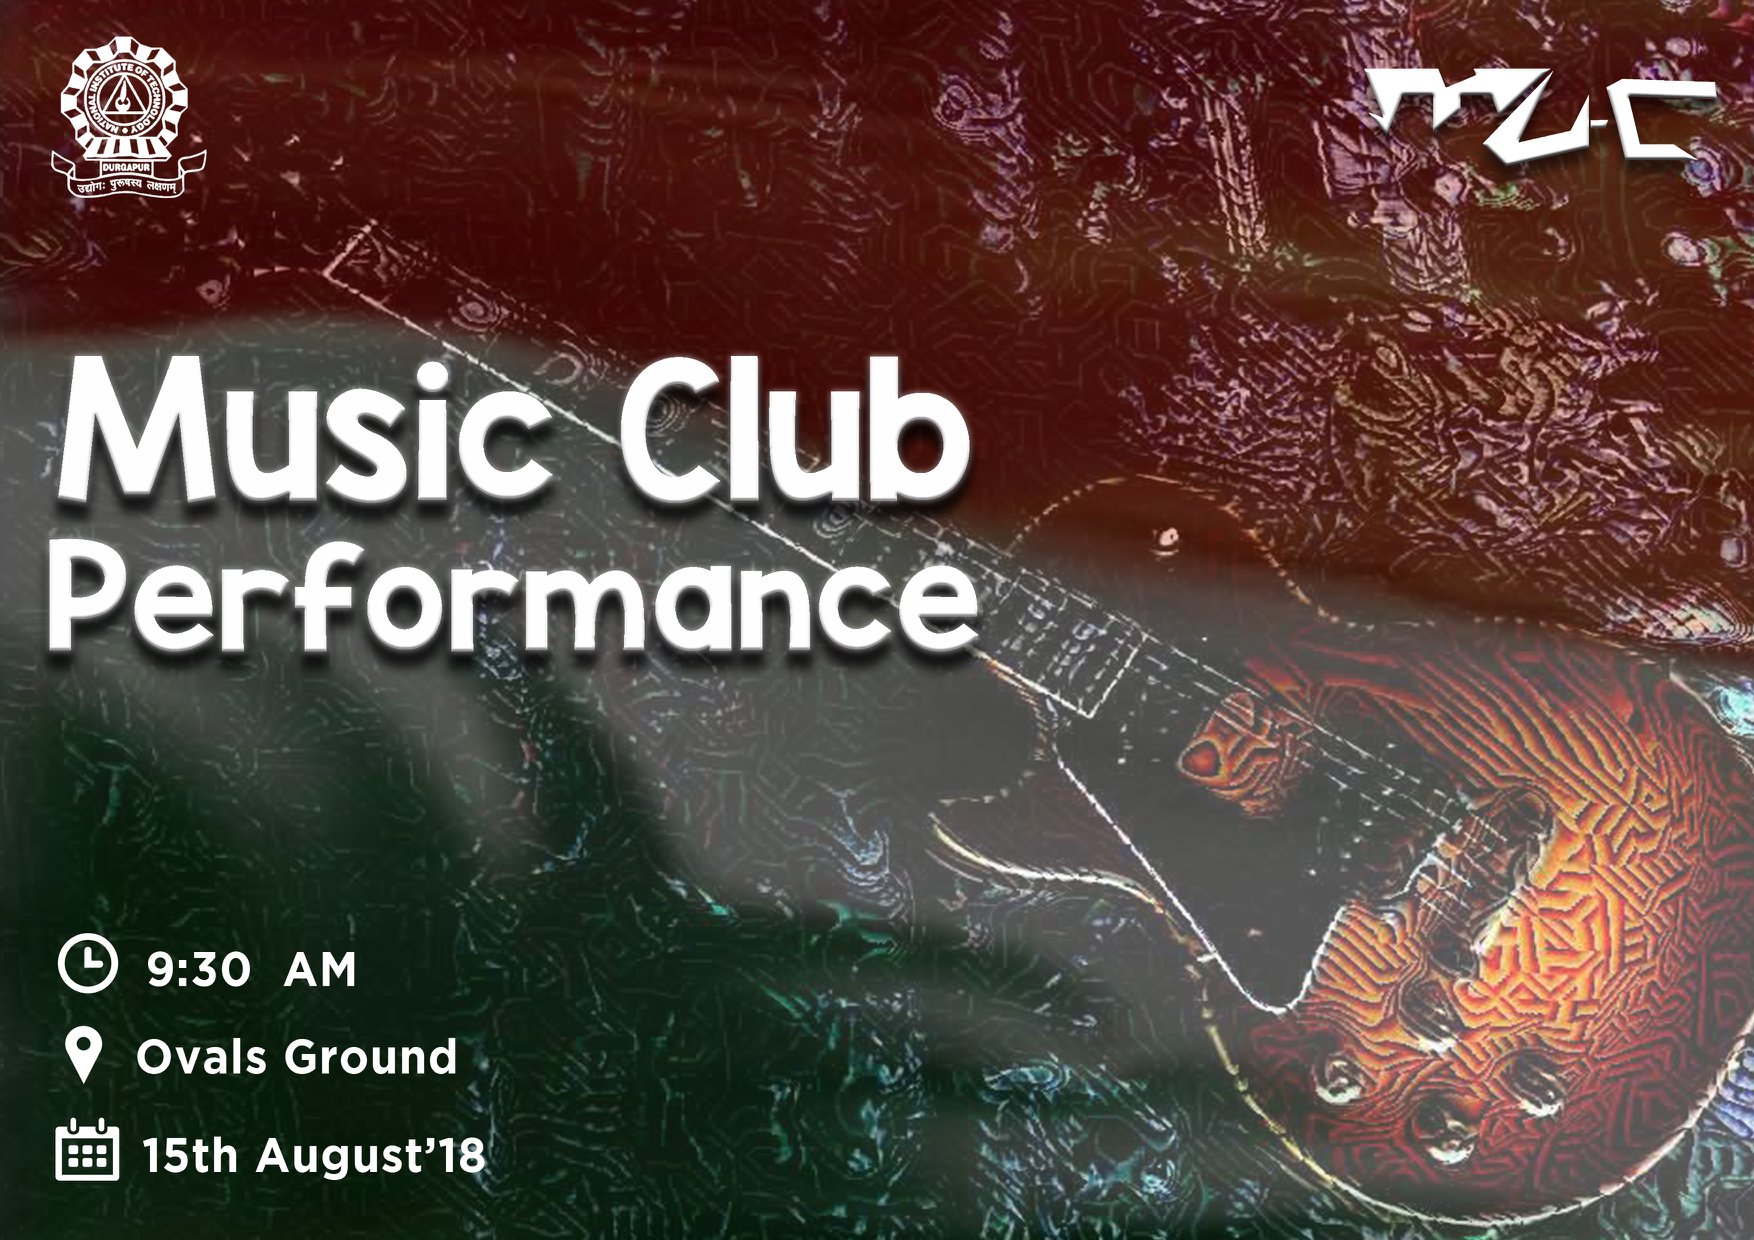 NATIONAL INSTITUTE OF TECHNOLOGY
DURGAPUR
उद्योगः पुरुषस्य लक्षणम्
MU-C
Music Club
Performance
9:30 AM
Ovals Ground
15th August’18